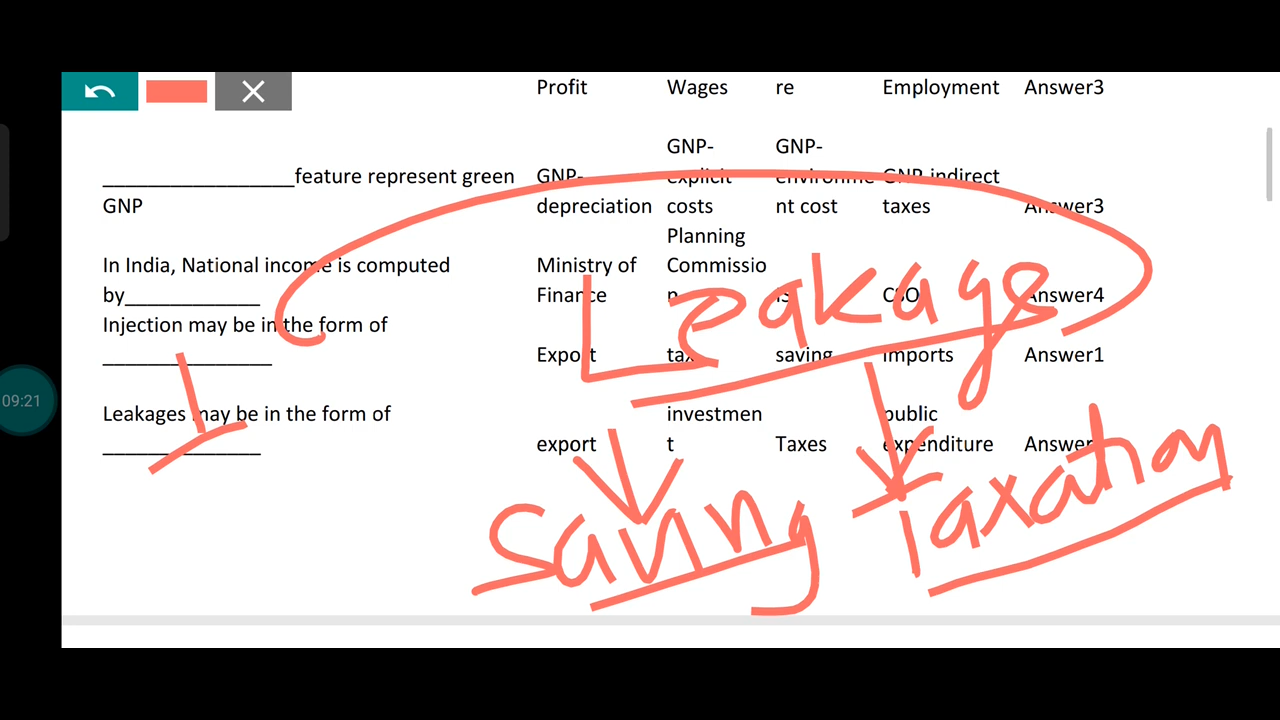 Profit Wages re Employment Answer3
GNP- GNP-
_________________feature represent green GNP- explicit environme GNP-indirect
GNP depreciation costs nt cost taxes Answer3
Planning
In India, National income is computed Ministry of Commissio
by____________ Finance n CSO Answer4
Injection may be in the form of
_______________ Export tax saving imports Answer1
Leakages may be in the form of investmen public
______________ export t Taxes expenditure Answer
Leakage
Saving Taxation
09:21